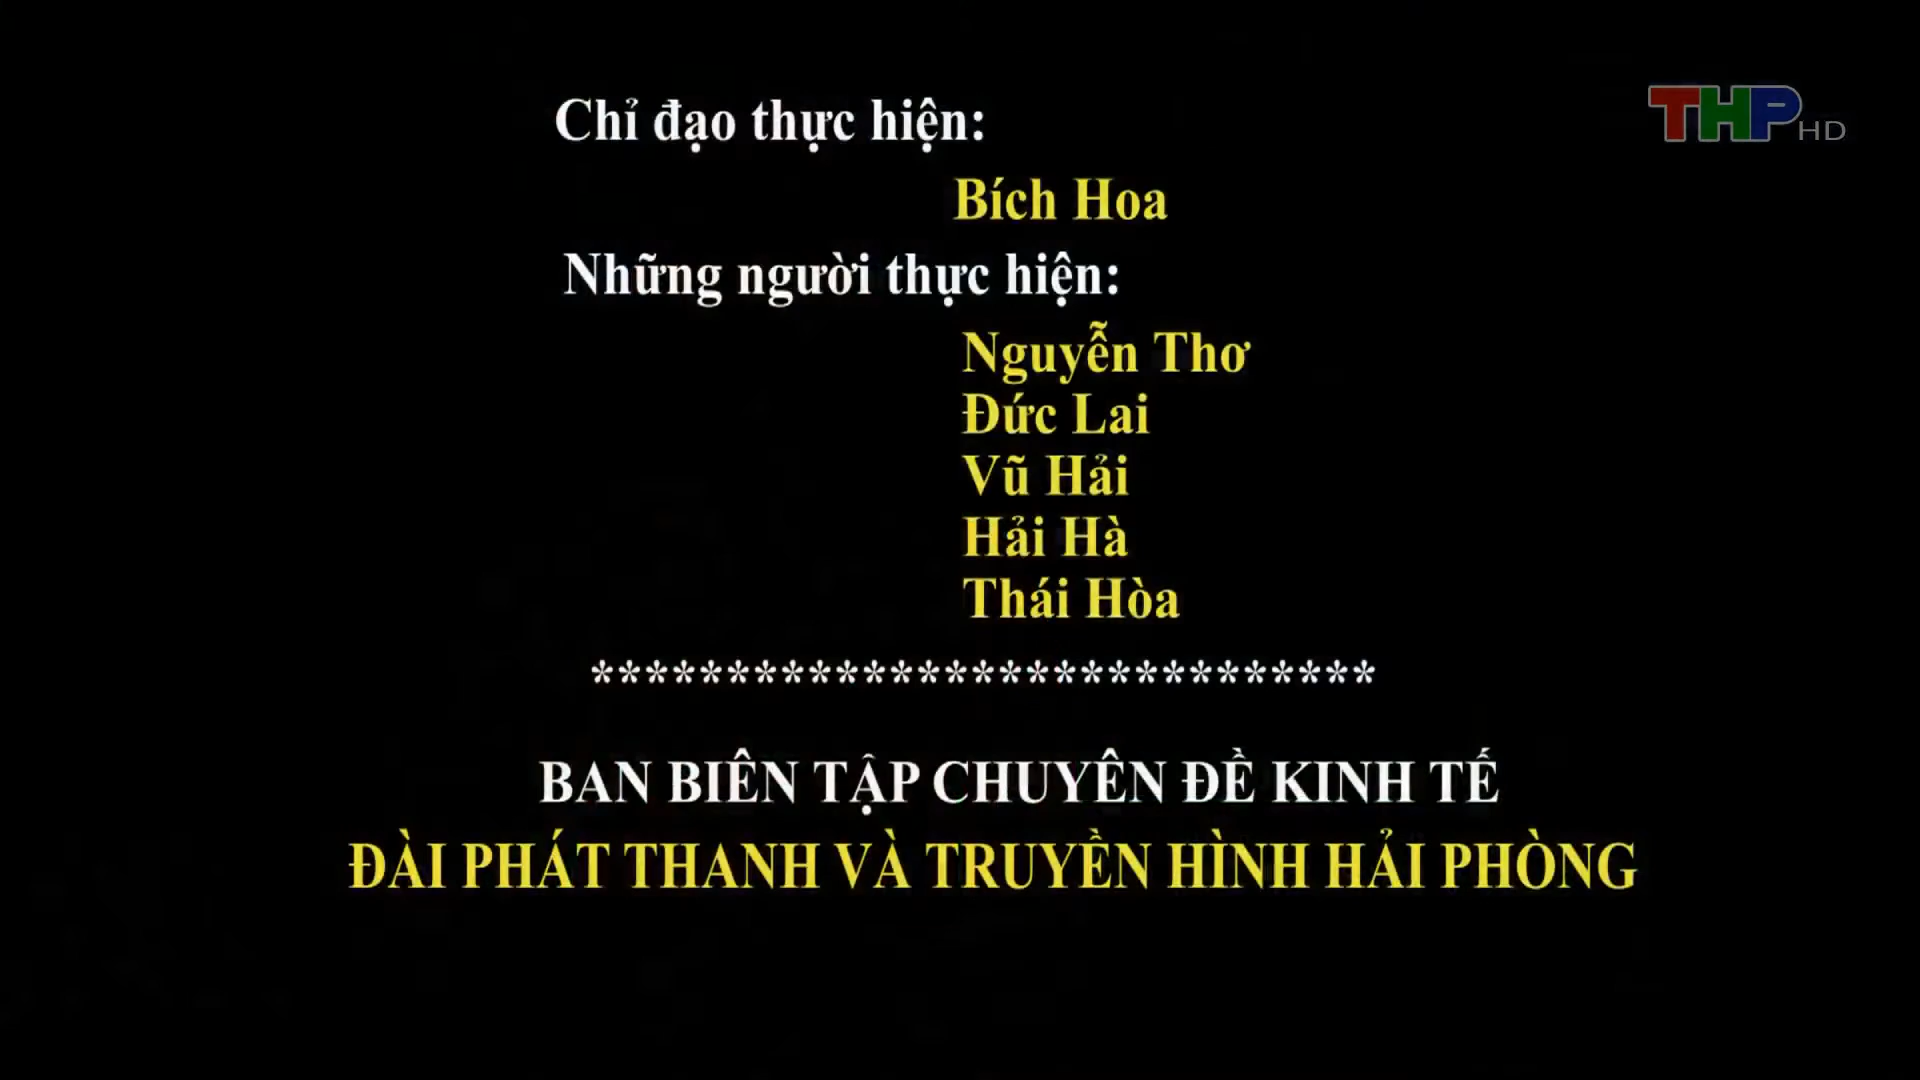 Chỉ đạo thực hiện:
THP HD
Bích Hoa
Những người thực hiện:
Nguyễn Thơ
Đức Lai
Vũ Hải
Hải Hà
Thái Hòa
*****************************
BAN BIÊN TẬP CHUYÊN ĐỀ KINH TẾ
ĐÀI PHÁT THANH VÀ TRUYỀN HÌNH HẢI PHÒNG